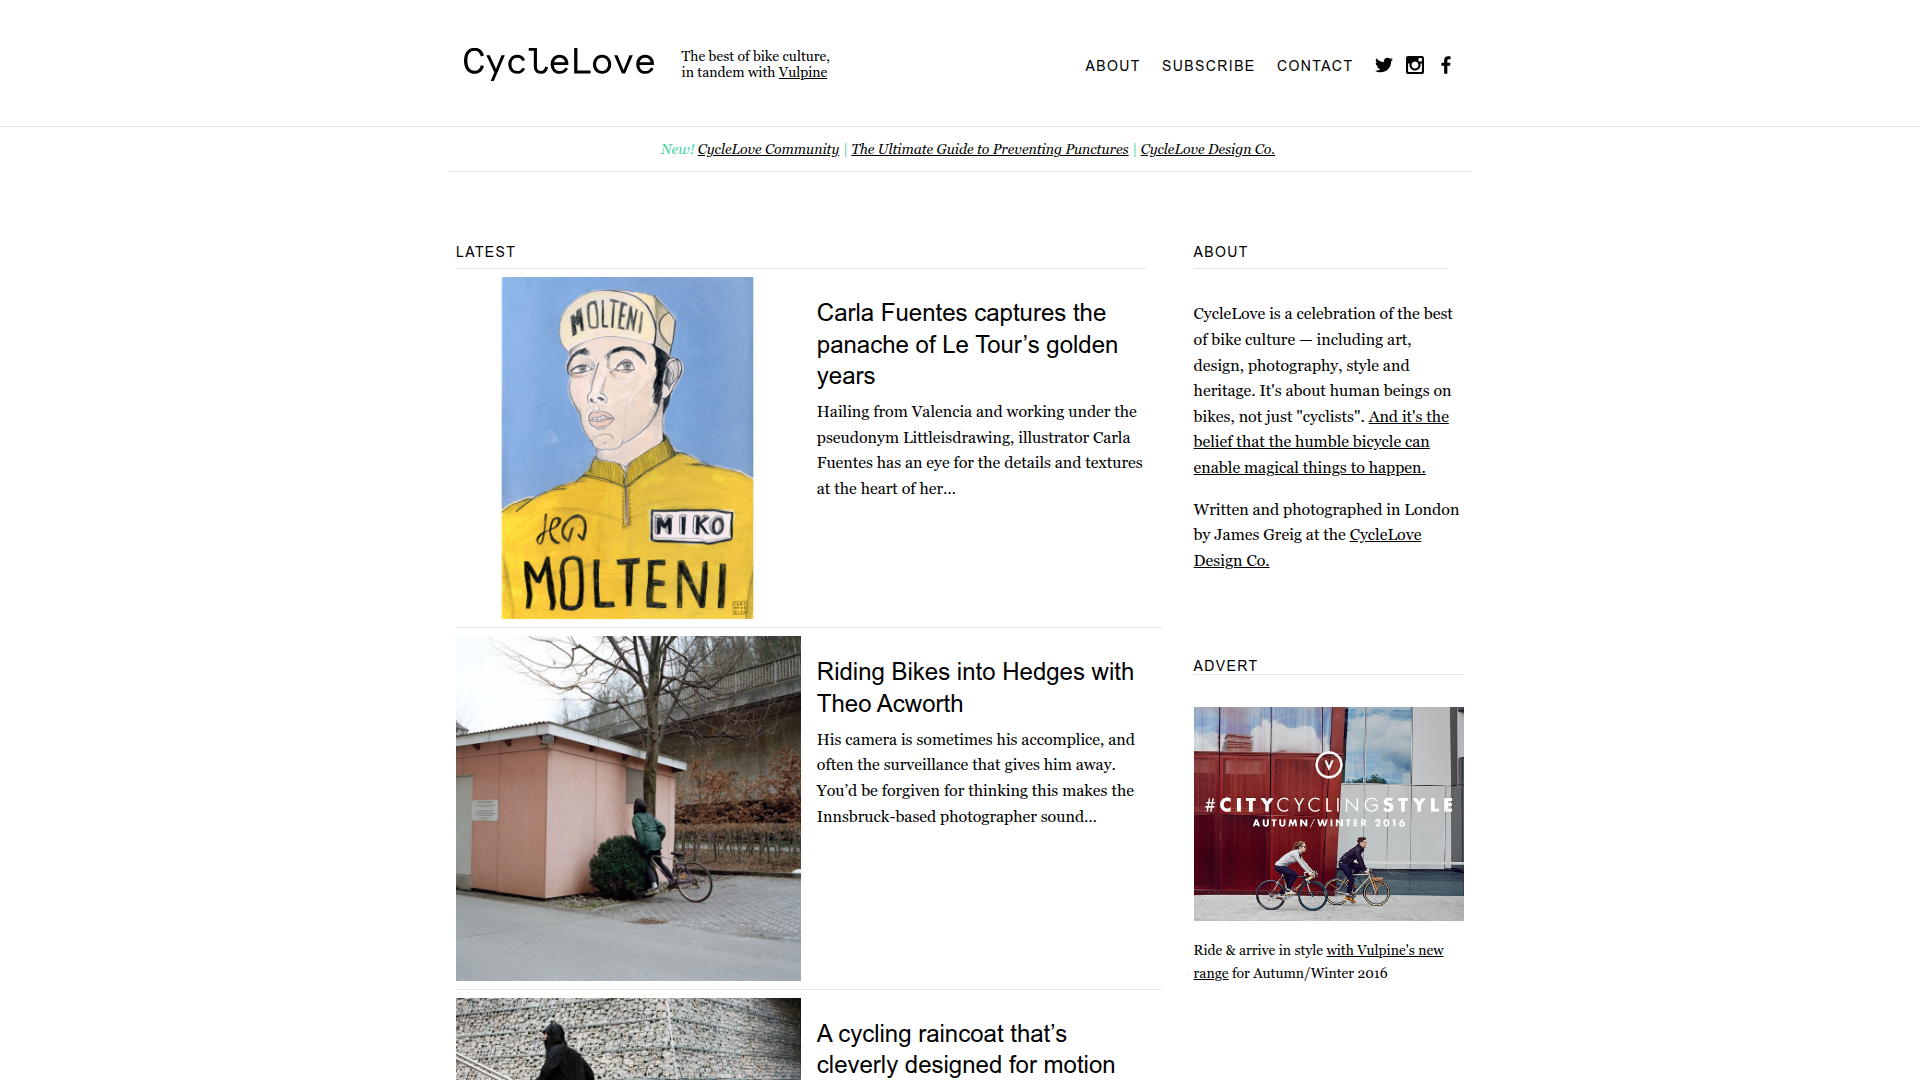 CycleLove
The best of bike culture,
in tandem with Vulpine
ABOUT SUBSCRIBE CONTACT
New! CycleLove Community | The Ultimate Guide to Preventing Punctures | CycleLove Design Co.
LATEST
MOLTENI
MIKO
MOLTENI
Carla Fuentes captures the
panache of Le Tour’s golden
years
Hailing from Valencia and working under the
pseudonym Littleisdrawing, illustrator Carla
Fuentes has an eye for the details and textures
at the heart of her...
Riding Bikes into Hedges with
Theo Acworth
His camera is sometimes his accomplice, and
often the surveillance that gives him away.
You’d be forgiven for thinking this makes the
Innsbruck-based photographer sound...
A cycling raincoat that’s
cleverly designed for motion
ABOUT
CycleLove is a celebration of the best
of bike culture — including art,
design, photography, style and
heritage. It's about human beings on
bikes, not just "cyclists". And it's the
belief that the humble bicycle can
enable magical things to happen.
Written and photographed in London
by James Greig at the CycleLove
Design Co.
ADVERT
V
#CITYCYCLINGSTYLE
AUTUMN/WINTER 2016
Ride & arrive in style with Vulpine's new
range for Autumn/Winter 2016